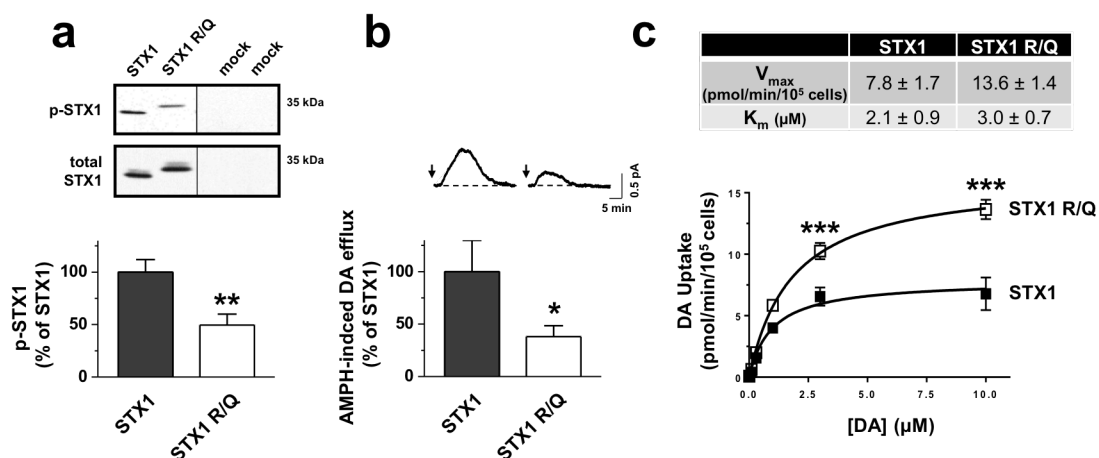 a
STX1
STX1 R/Q
mock
mock
p-STX1
35 kDa
total
STX1
35 kDa
p-STX1
(% of STX1)
100
50
0
**
STX1
STX1 R/Q
b
0.5 pA
5 min
AMPH-indced DA efflux
(% of STX1)
100
50
0
*
STX1
STX1 R/Q
c
STX1 STX1 R/Q
Vmax
(pmol/min/10⁵ cells) 7.8 ± 1.7 13.6 ± 1.4
Km (µM) 2.1 ± 0.9 3.0 ± 0.7
DA Uptake
(pmol/min/10⁵ cells)
15
10
5
0
***
***
STX1 R/Q
STX1
0.0 2.5 5.0 7.5 10.0
[DA] (µM)